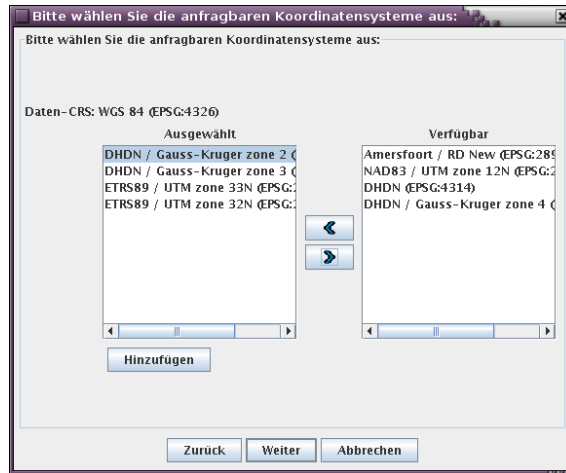 Bitte wählen Sie die anfragbaren Koordinatensysteme aus:
Bitte wählen Sie die anfragbaren Koordinatensysteme aus:
Daten-CRS: WGS 84 (EPSG:4326)
Ausgewählt
DHDN / Gauss-Kruger zone 2 (
DHDN / Gauss-Kruger zone 3 (
ETRS89 / UTM zone 33N (EPSG:2
ETRS89 / UTM zone 32N (EPSG:2
Verfügbar
Amersfoort / RD New (EPSG:289
NAD83 / UTM zone 12N (EPSG:2
DHDN (EPSG:4314)
DHDN / Gauss-Kruger zone 4 (
Hinzufügen
Zurück Weiter Abbrechen